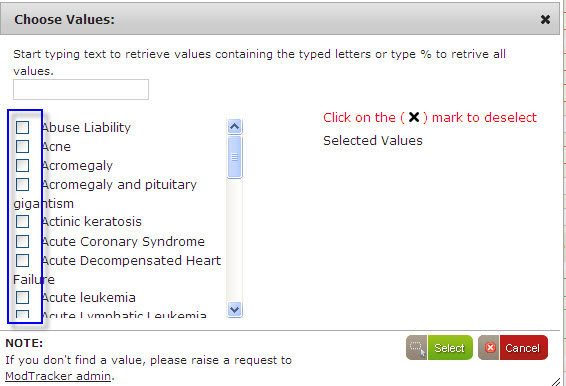 Choose Values:
Start typing text to retrieve values containing the typed letters or type % to retrive all
values.
Abuse Liability
Acne
Acromegaly
Acromegaly and pituitary
gigantism
Actinic keratosis
Acute Coronary Syndrome
Acute Decompensated Heart
Failure
Acute leukemia
Acute Lymphatic Leukemia
Click on the ( ✖ ) mark to deselect
Selected Values
NOTE:
If you don't find a value, please raise a request to
ModTracker admin.
Select
Cancel